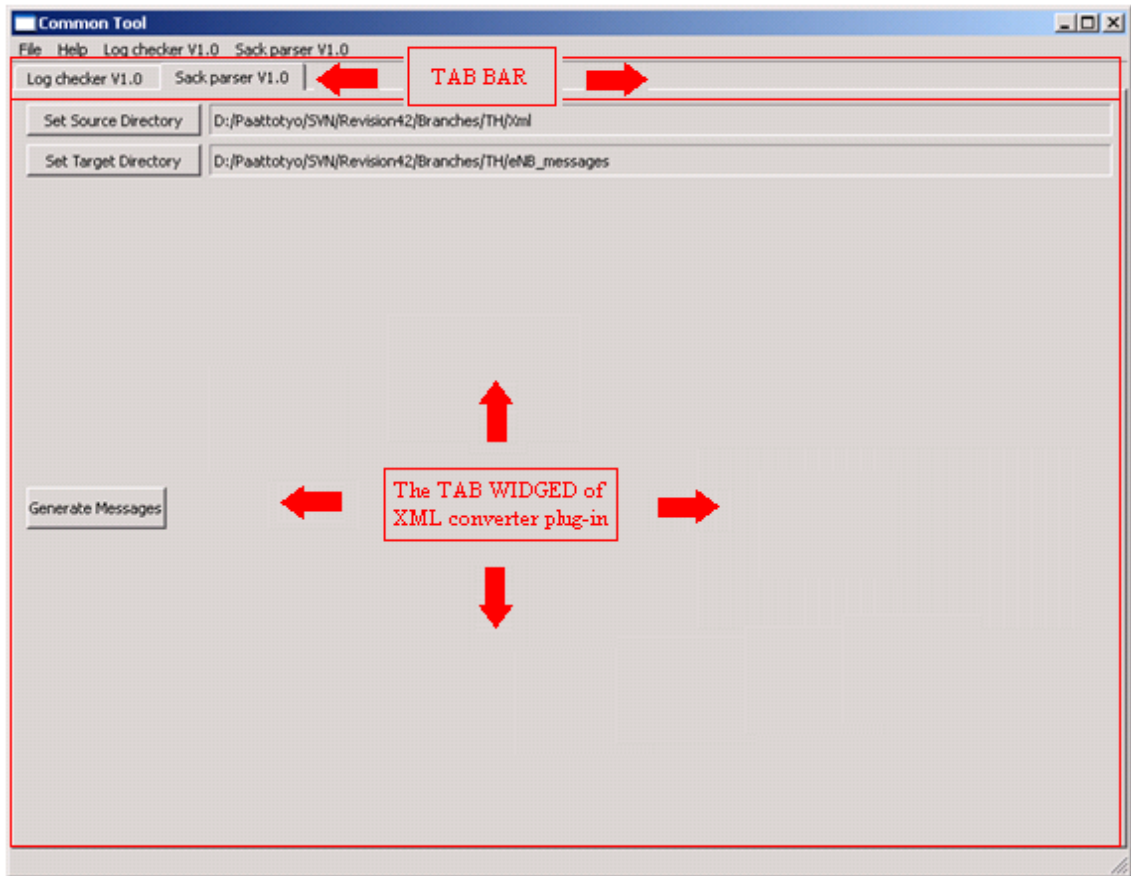 Common Tool
File Help Log checker V1.0 Sack parser V1.0
Log checker V1.0 Sack parser V1.0
TAB BAR
Set Source Directory D:/Paattotyo/SVN/Revision42/Branches/TH/Xml
Set Target Directory D:/Paattotyo/SVN/Revision42/Branches/TH/eNB_messages
Generate Messages
The TAB WIDGED of
XML converter plug-in